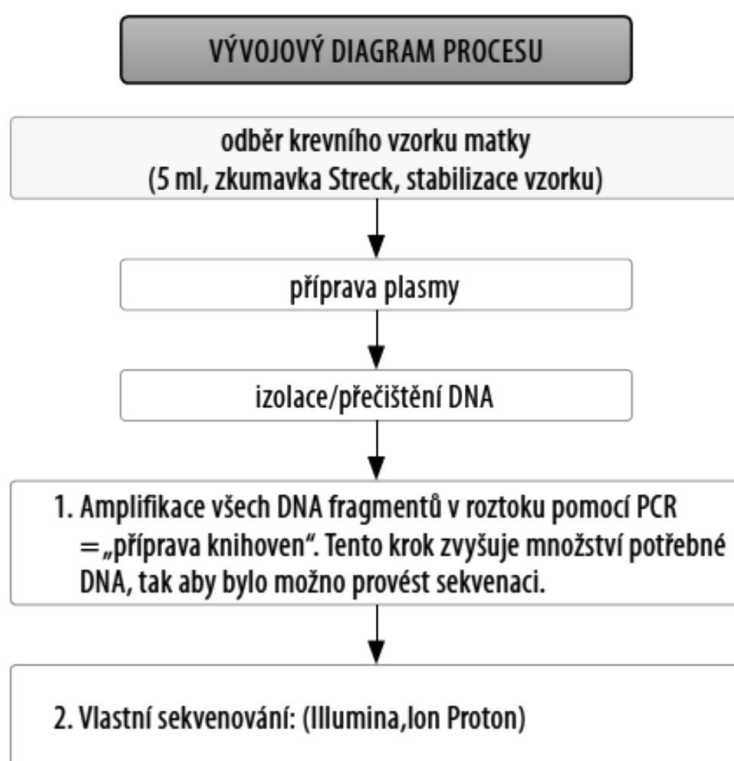 VÝVOJOVÝ DIAGRAM PROCESU
odběr krevního vzorku matky
(5 ml, zkumavka Streck, stabilizace vzorku)
příprava plasmy
izolace/přečištění DNA
1. Amplifikace všech DNA fragmentů v roztoku pomocí PCR
= „příprava knihoven“. Tento krok zvyšuje množství potřebné
DNA, tak aby bylo možno provést sekvenaci.
2. Vlastní sekvenování: (Illumina,Ion Proton)